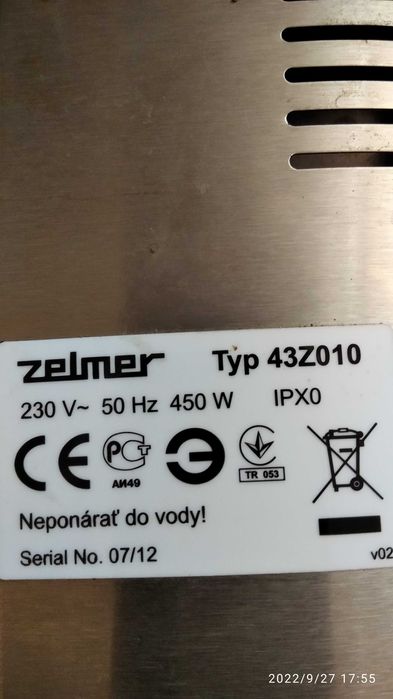 zelmer Typ 43Z010
230 V~ 50 Hz 450 W IPX0
CE PCT
АИ49
TR 053
Neponárať do vody!
Serial No. 07/12 v02
2022/9/27 17:55